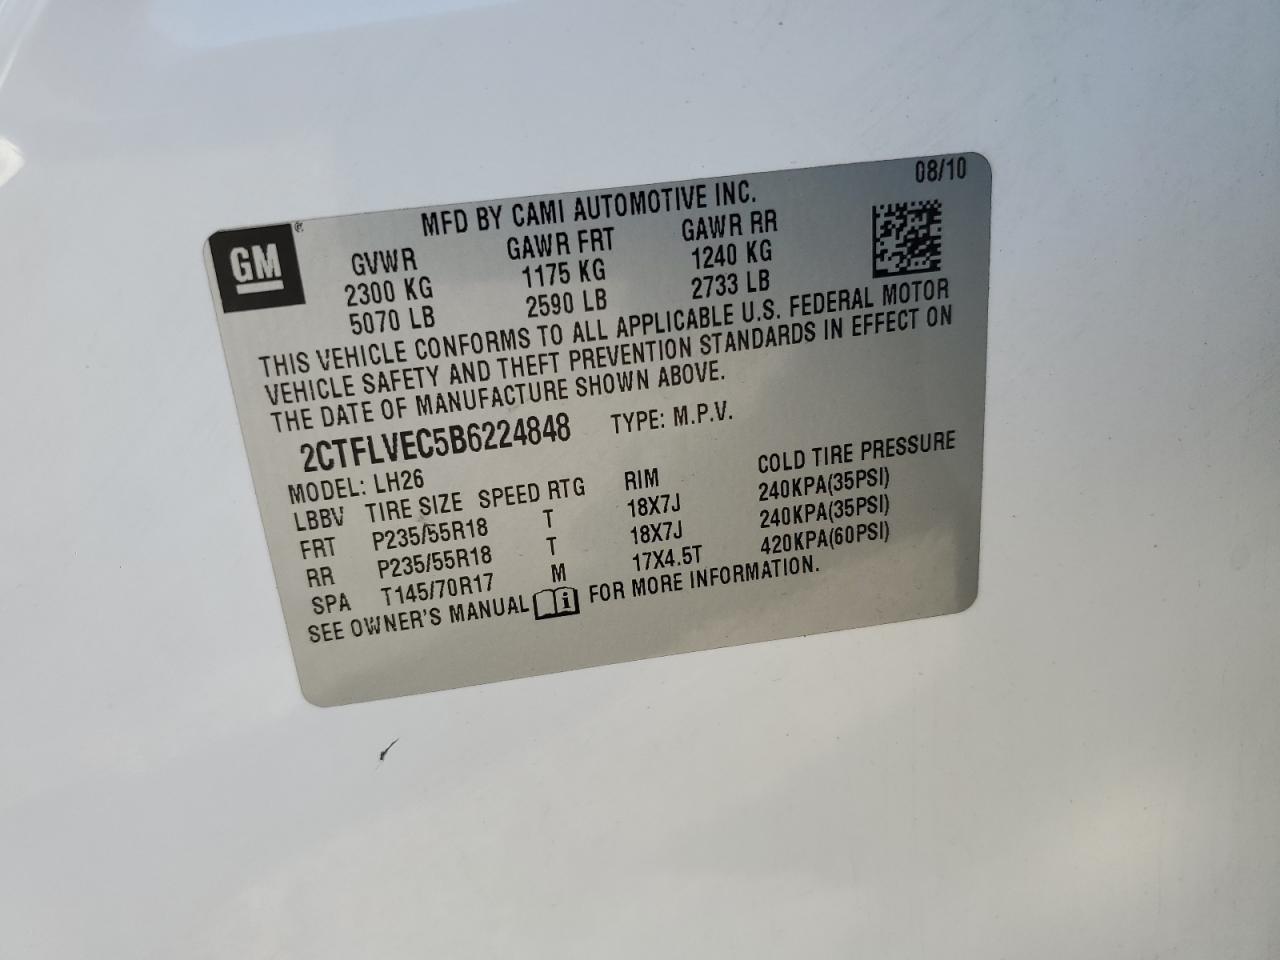 08/10
MFD BY CAMI AUTOMOTIVE INC.
GM®
GVWR GAWR FRT GAWR RR
2300 KG 1175 KG 1240 KG
5070 LB 2590 LB 2733 LB
THIS VEHICLE CONFORMS TO ALL APPLICABLE U.S. FEDERAL MOTOR
VEHICLE SAFETY AND THEFT PREVENTION STANDARDS IN EFFECT ON
THE DATE OF MANUFACTURE SHOWN ABOVE.
2CTFLVEC5B6224848 TYPE: M.P.V.
MODEL: LH26
LBBV TIRE SIZE SPEED RTG RIM COLD TIRE PRESSURE
FRT P235/55R18 T 18X7J 240KPA(35PSI)
RR P235/55R18 T 18X7J 240KPA(35PSI)
SPA T145/70R17 M 17X4.5T 420KPA(60PSI)
SEE OWNER'S MANUAL i FOR MORE INFORMATION.